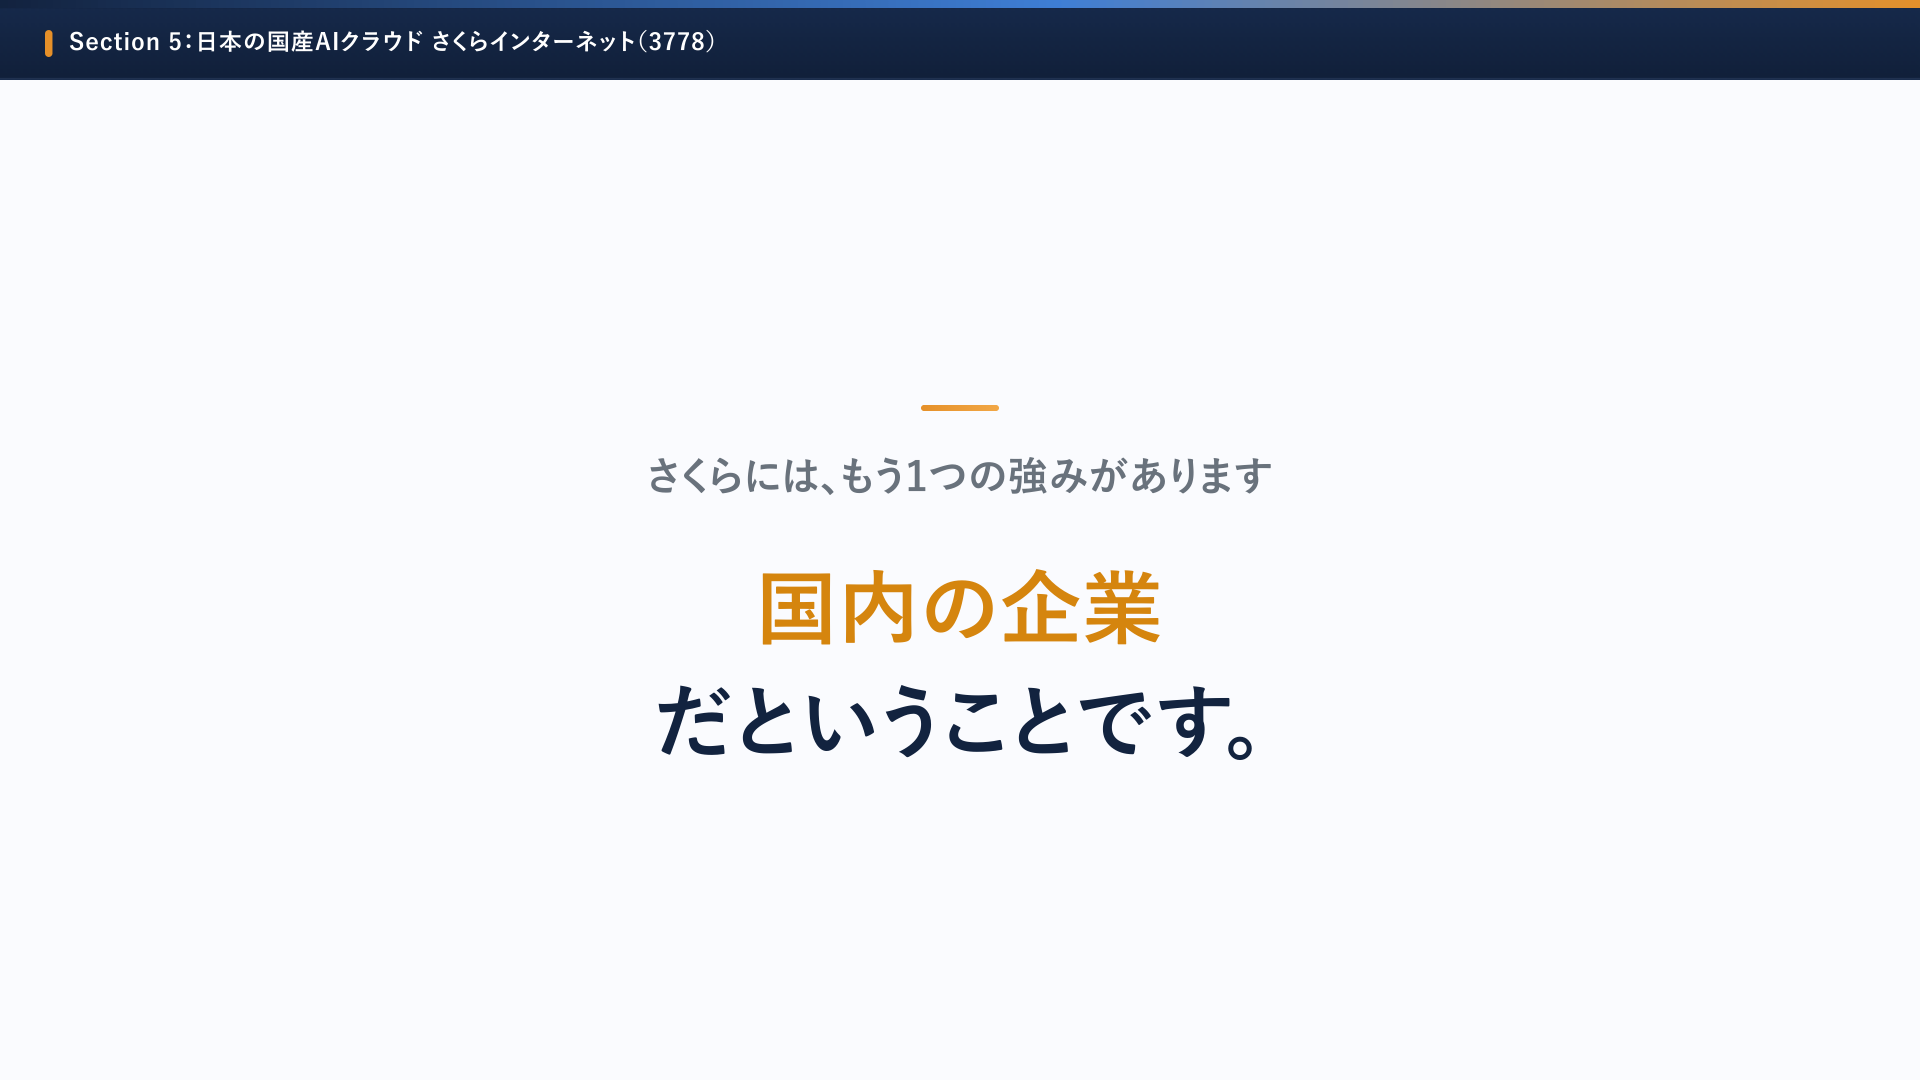 Section 5：日本の国産AIクラウド さくらインターネット（3778）
さくらには、もう1つの強みがあります
国内の企業
だということです。